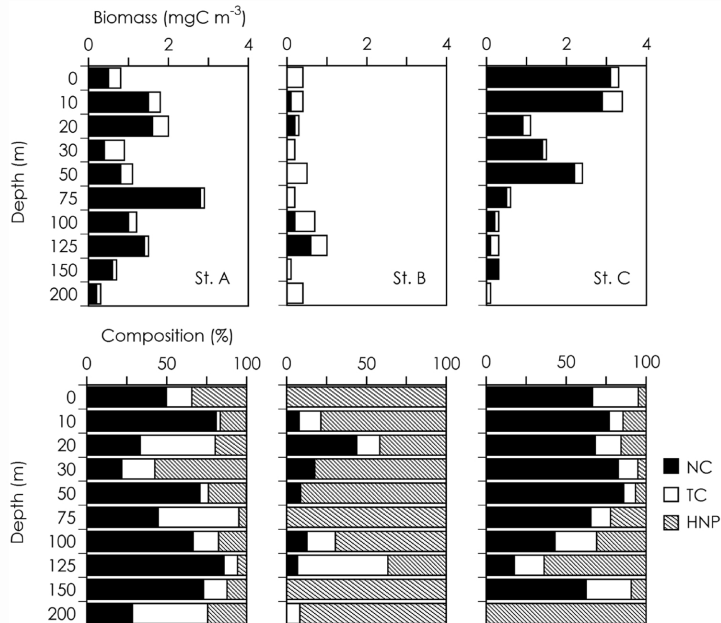 Biomass (mgC m-3)
0 2 4 0 2 4 0 2 4
Depth (m)
0
10
20
30
50
75
100
125
150
200
St. A St. B St. C
Composition (%)
0 50 100 0 50 100 0 50 100
Depth (m)
0
10
20
30
50
75
100
125
150
200
NC
TC
HNP